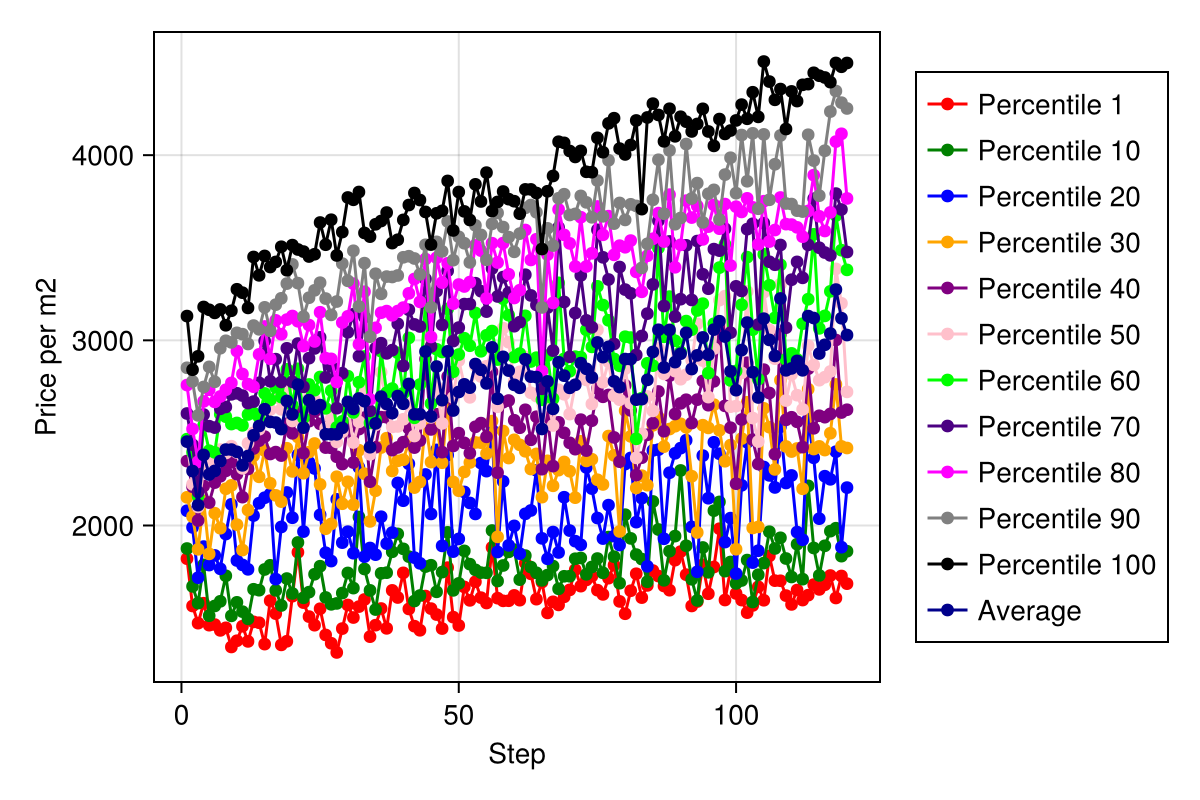 Price per m2
4000
3000
2000
0
50
100
Step
Percentile 1
Percentile 10
Percentile 20
Percentile 30
Percentile 40
Percentile 50
Percentile 60
Percentile 70
Percentile 80
Percentile 90
Percentile 100
Average